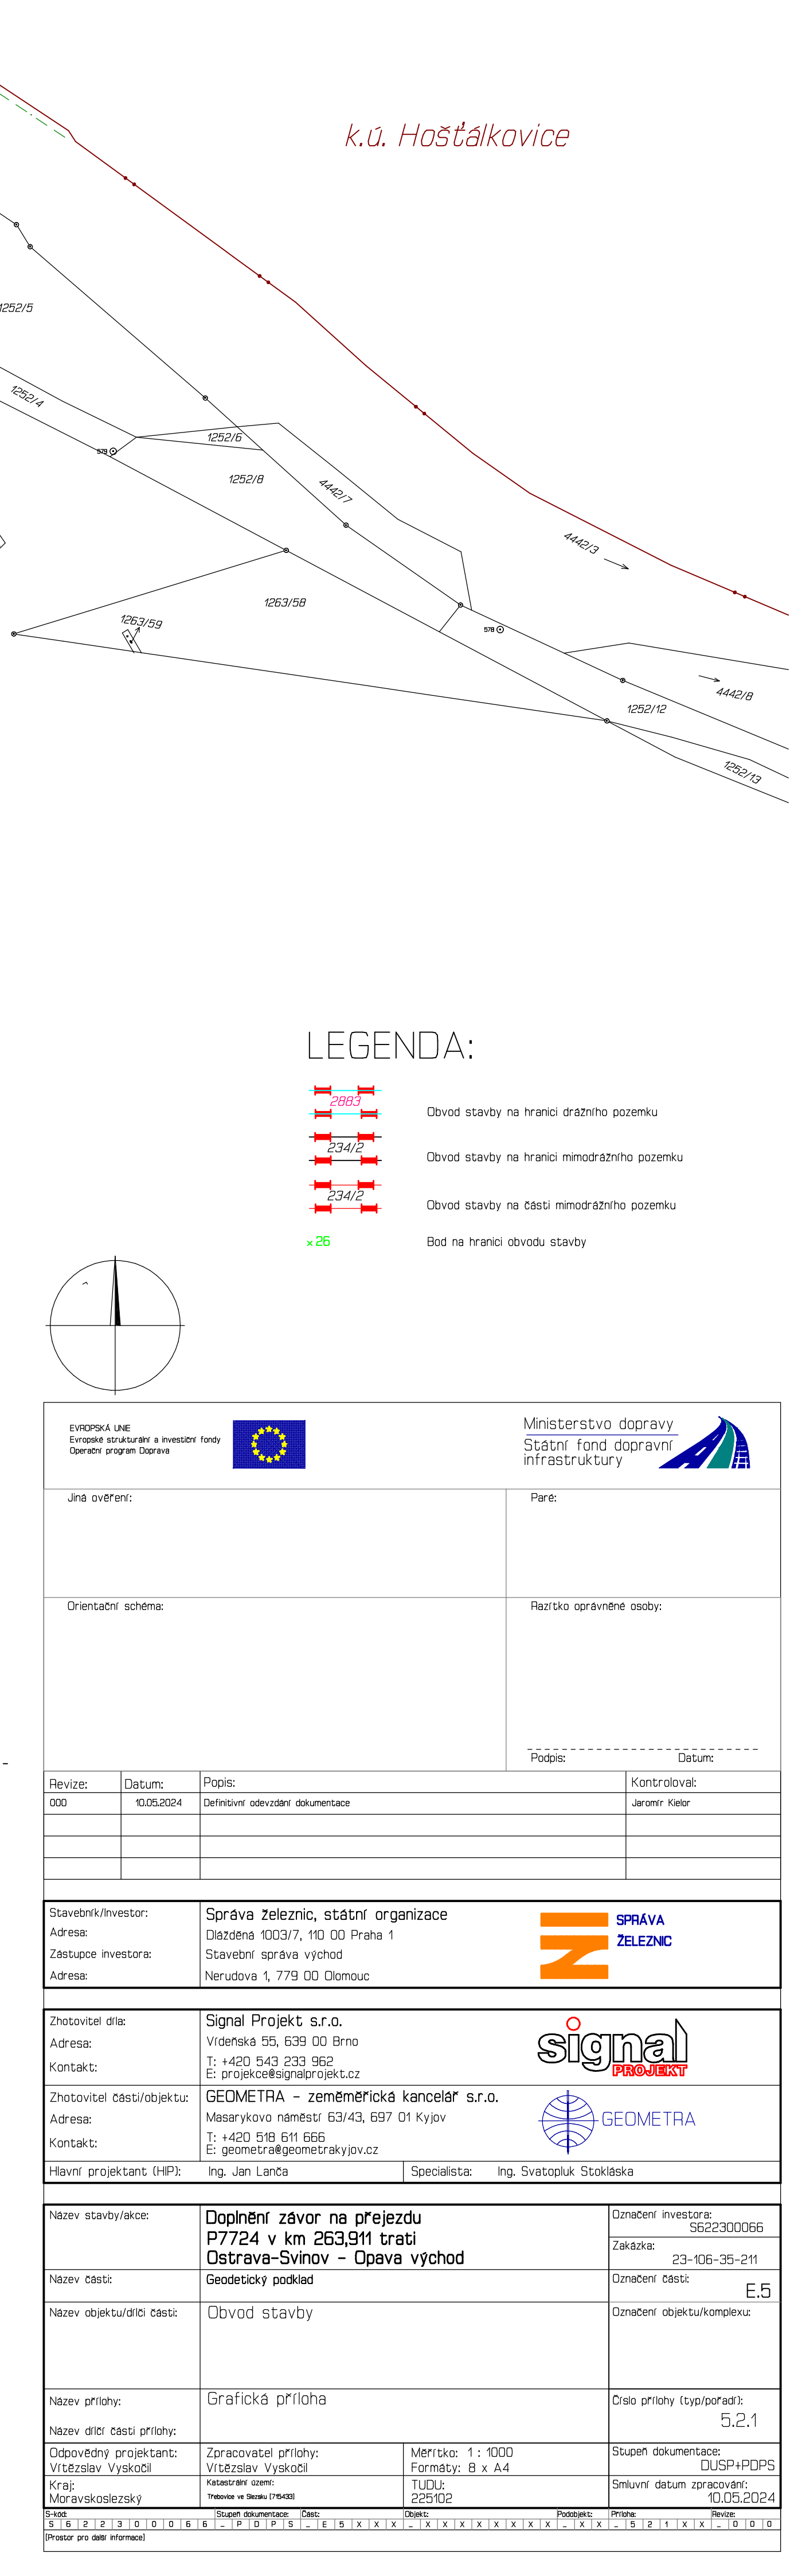 k.ú. Hošťálkovice
1252/5
1252/4
1252/6
579
1252/8
4442/7
4442/3
1263/58
1263/59
578
4442/8
1252/12
1252/13
LEGENDA:
2883
Obvod stavby na hranici drážního pozemku
234/2
Obvod stavby na hranici mimodrážního pozemku
234/2
Obvod stavby na části mimodrážního pozemku
x 26
Bod na hranici obvodu stavby
EVROPSKÁ UNIE
Evropské strukturální a investiční fondy
Operační program Doprava
Ministerstvo dopravy
Státní fond dopravní
infrastruktury
Jiná ověření:
Paré:
Orientační schéma:
Razítko oprávněné osoby:
Podpis: Datum:
Revize: Datum: Popis: Kontroloval:
000 10.05.2024 Definitivní odevzdání dokumentace Jaromír Kielor
Stavebník/Investor: Správa železnic, státní organizace
Adresa: Dlážděná 1003/7, 110 00 Praha 1
Zástupce investora: Stavební správa východ
Adresa: Nerudova 1, 779 00 Olomouc
SPRÁVA
ŽELEZNIC
Zhotovitel díla: Signal Projekt s.r.o.
Adresa: Vídeňská 55, 639 00 Brno
Kontakt: T: +420 543 233 962
E: projekce@signalprojekt.cz
signal
PROJEKT
Zhotovitel části/objektu: GEOMETRA - zeměměřická kancelář s.r.o.
Adresa: Masarykovo náměstí 63/43, 697 01 Kyjov
Kontakt: T: +420 518 611 666
E: geometra@geometrakyjov.cz
GEOMETRA
Hlavní projektant (HIP): Ing. Jan Lanča Specialista: Ing. Svatopluk Stokláska
Název stavby/akce: Doplnění závor na přejezdu
P7724 v km 263,911 trati
Ostrava-Svinov - Opava východ
Označení investora:
S622300066
Zakázka:
23-106-35-211
Název části: Geodetický podklad
Označení části:
E.5
Název objektu/dílčí části: Obvod stavby
Označení objektu/komplexu:
Název přílohy: Grafická příloha
Název dílčí části přílohy:
Číslo přílohy (typ/pořadí):
5.2.1
Odpovědný projektant:
Vítězslav Vyskočil
Zpracovatel přílohy:
Vítězslav Vyskočil
Měřítko: 1 : 1000
Formáty: 8 x A4
Stupeň dokumentace:
DUSP+PDPS
Kraj:
Moravskoslezský
Katastrální území:
Třebovice ve Slezsku [715433]
TUDU:
225102
Smluvní datum zpracování:
10.05.2024
S-kód: Stupeň dokumentace: Část: Objekt: Podobjekt: Příloha: Revize:
S 6 2 2 3 0 0 0 6 6 _ P D P S _ E 5 X X X _ X X X X X X X X _ X X _ 5 2 1 X X _ 0 0 0
[Prostor pro další informace]